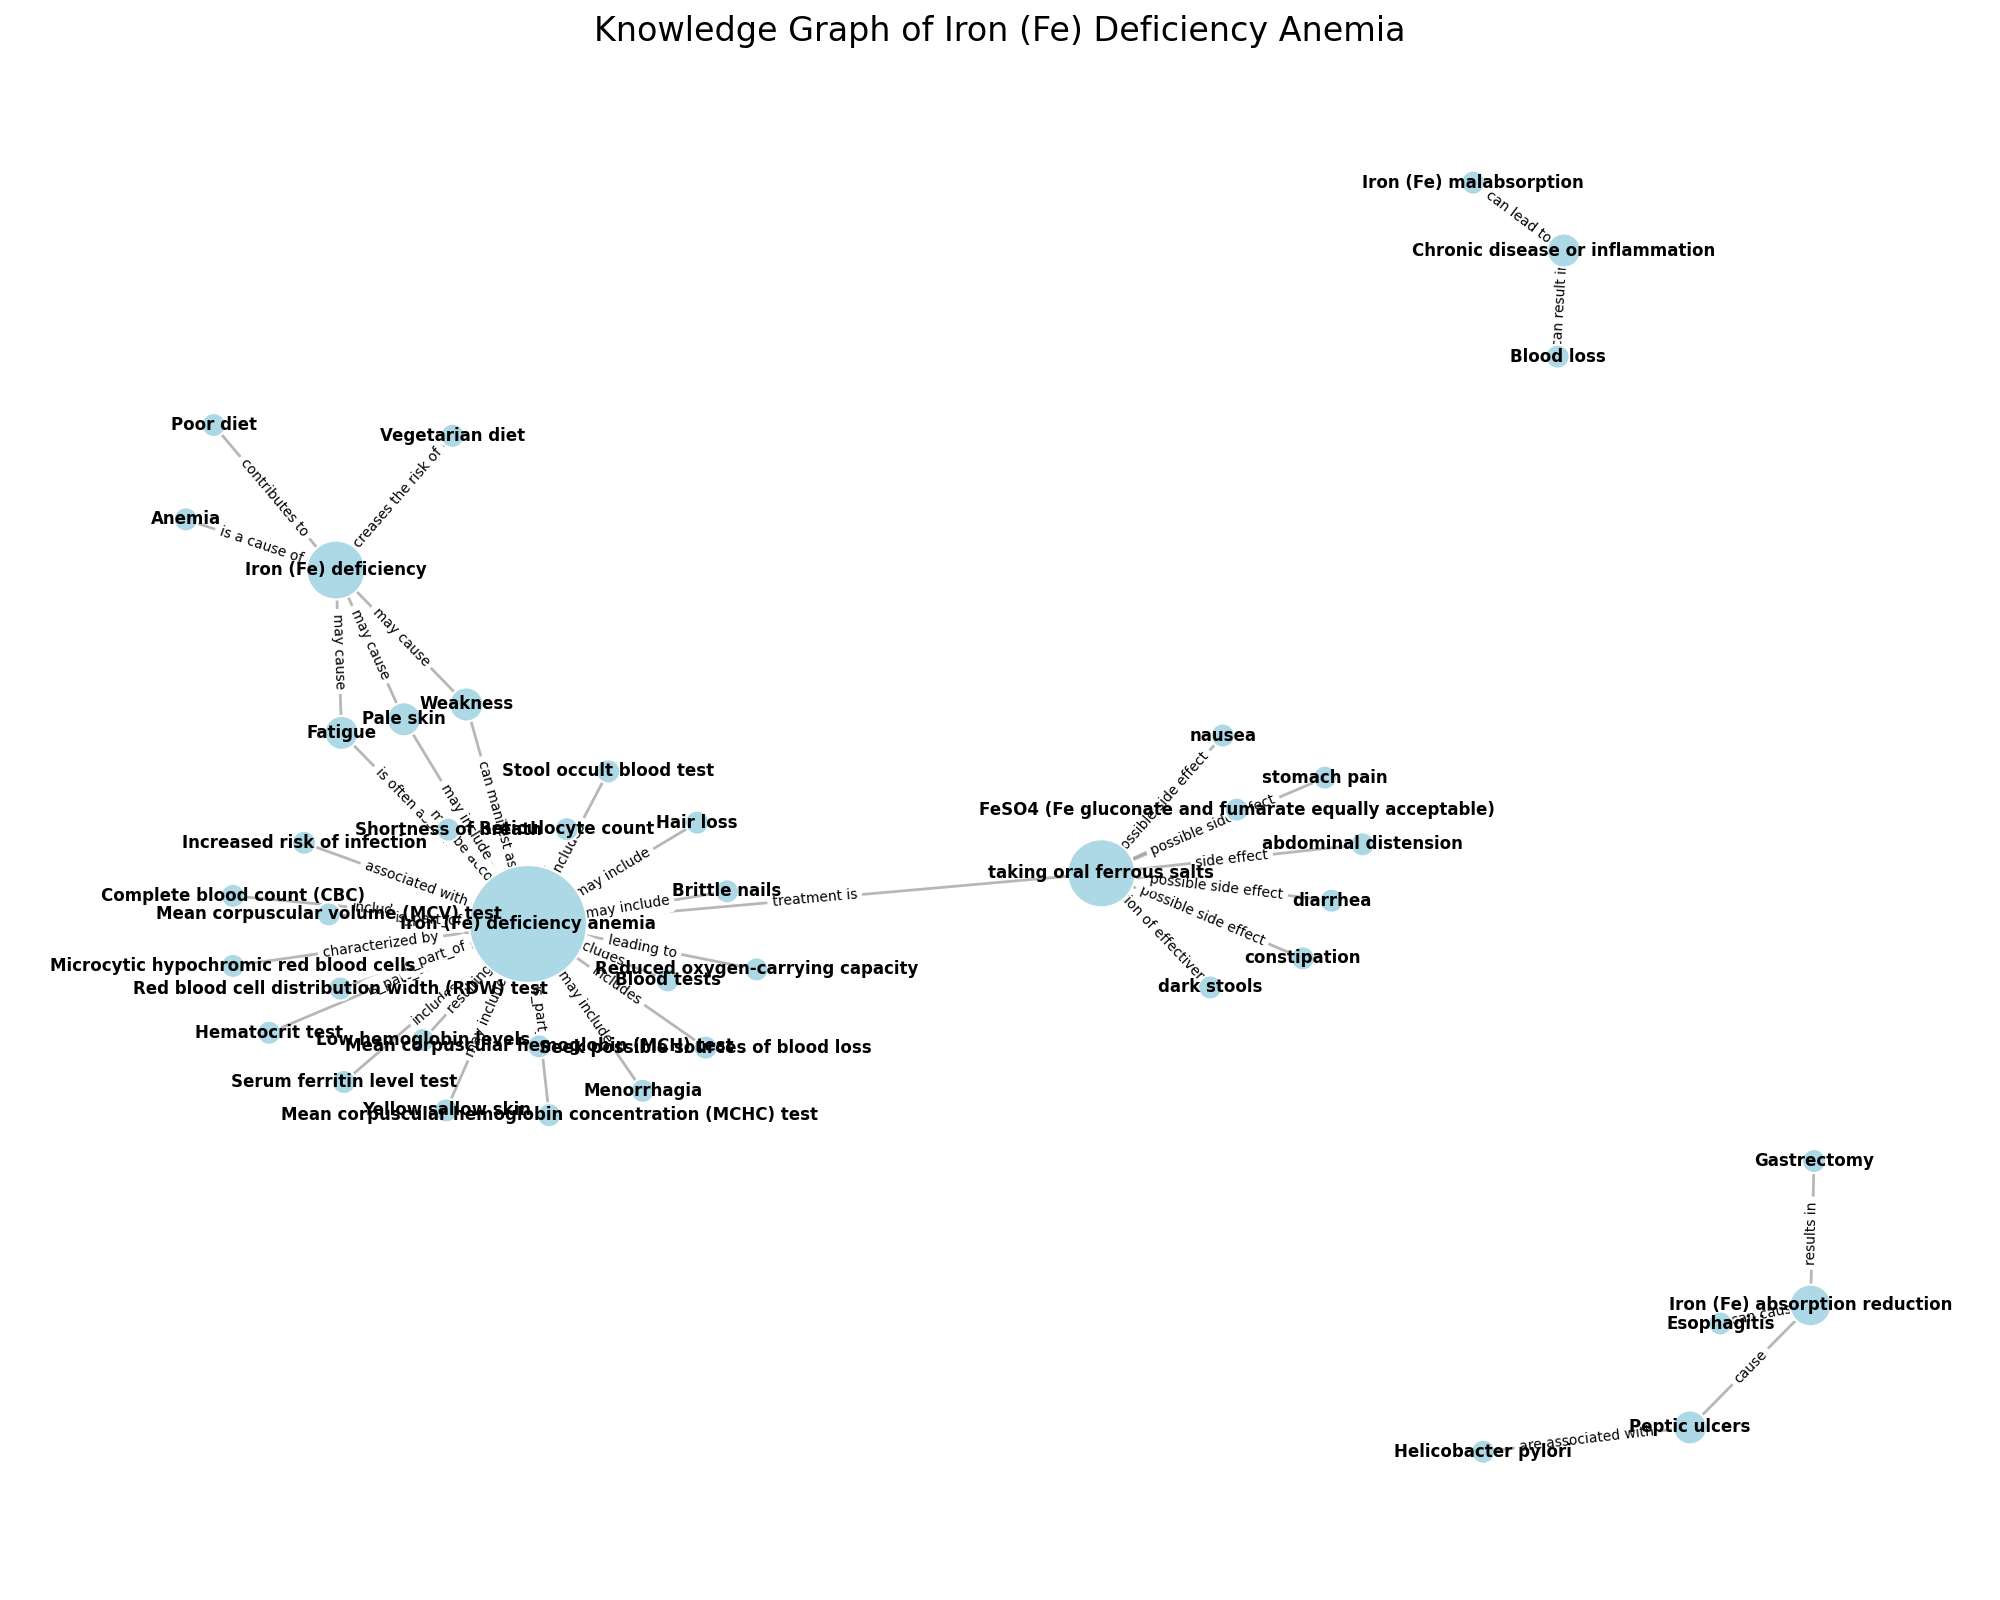 Knowledge Graph of Iron (Fe) Deficiency Anemia
Iron (Fe) malabsorption
can lead to
Chronic disease or inflammation
can result
Blood loss
Poor diet
Vegetarian diet
contributes to
creases the risk of
Anemia
is a cause of
Iron (Fe) deficiency
may cause
may cause
may cause
Weakness
Pale skin
Fatigue
is often
may include
can manifest as
Stool occult blood test
Shortness of breath
Reticulocyte count
Hair loss
Increased risk of infection
associated with
may include
Complete blood count (CBC)
Brittle nails
may include
treatment is
Mean corpuscular volume (MCV) test
Iron (Fe) deficiency anemia
characterized by
leading to
Microcytic hypochromic red blood cells
Reduced oxygen-carrying capacity
Blood tests
includes
Red blood cell distribution width (RDW) test
Hematocrit test
includes
resulting
may include
may include
Low hemoglobin levels
Mean corpuscular hemoglobin (MCH) test
Seek possible sources of blood loss
Serum ferritin level test
Menorrhagia
Yellow sallow skin
Mean corpuscular hemoglobin concentration (MCHC) test
nausea
side effect
stomach pain
FeSO4 (Fe gluconate and fumarate equally acceptable)
possible
abdominal distension
side effect
taking oral ferrous salts
possible side effect
diarrhea
possible side effect
constipation
dark stools
Gastrectomy
results in
Iron (Fe) absorption reduction
Esophagitis
cause
Peptic ulcers
are associated with
Helicobacter pylori